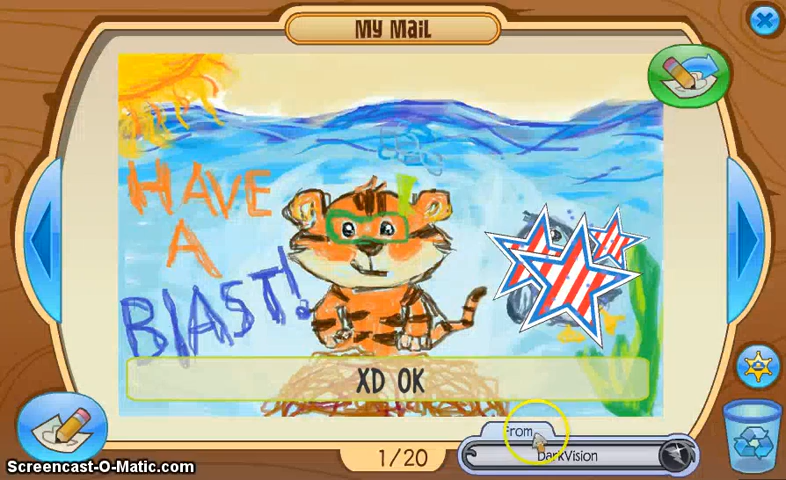 My Mail
HAVE
A
BLAST!
XD OK
From
DarkVision
1/20
Screencast-O-Matic.com